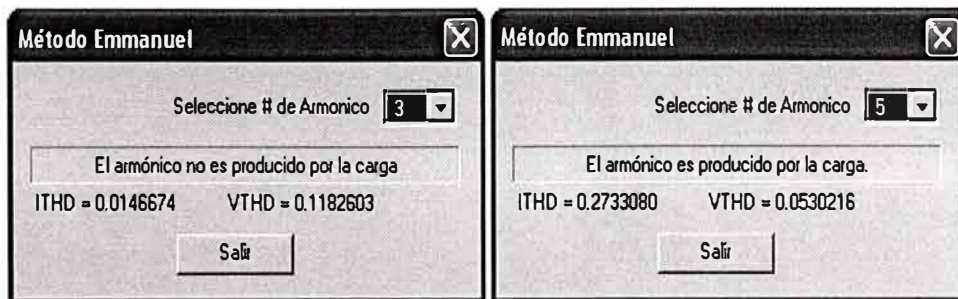 Método Emmanuel
Seleccione # de Armonico 3
El armónico no es producido por la carga
ITHD = 0.0146674 VTHD = 0.1182603
Salir
Método Emmanuel
Seleccione # de Armonico 5
El armónico es producido por la carga.
ITHD = 0.2733080 VTHD = 0.0530216
Salir